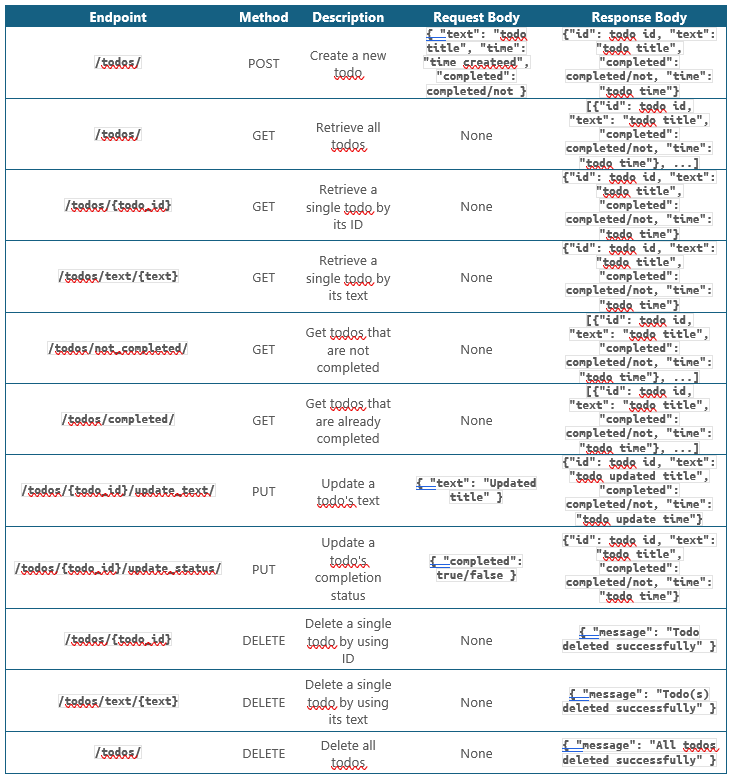 Endpoint Method Description Request Body Response Body
/todos/ POST Create a new todo. { "text": "todo title", "time": "time createed", "completed": completed/not } {"id": todo id, "text": "todo title", "completed": completed/not, "time": "todo time"}
/todos/ GET Retrieve all todos. None [{"id": todo id, "text": "todo title", "completed": completed/not, "time": "todo time"}, ...]
/todos/{todo_id} GET Retrieve a single todo by its ID None {"id": todo id, "text": "todo title", "completed": completed/not, "time": "todo time"}
/todos/text/{text} GET Retrieve a single todo by its text None {"id": todo id, "text": "todo title", "completed": completed/not, "time": "todo time"}
/todos/not_completed/ GET Get todos that are not completed None [{"id": todo id, "text": "todo title", "completed": completed/not, "time": "todo time"}, ...]
/todos/completed/ GET Get todos that are already completed None [{"id": todo id, "text": "todo title", "completed": completed/not, "time": "todo time"}, ...]
/todos/{todo_id}/update_text/ PUT Update a todo's text { "text": "Updated title" } {"id": todo id, "text": "todo updated title", "completed": completed/not, "time": "todo update time"}
/todos/{todo_id}/update_status/ PUT Update a todo's completion status { "completed": true/false } {"id": todo id, "text": "todo title", "completed": completed/not, "time": "todo time"}
/todos/{todo_id} DELETE Delete a single todo by using ID None { "message": "Todo deleted successfully" }
/todos/text/{text} DELETE Delete a single todo by using its text None { "message": "Todo(s) deleted successfully" }
/todos/ DELETE Delete all todos. None { "message": "All todos deleted successfully" }